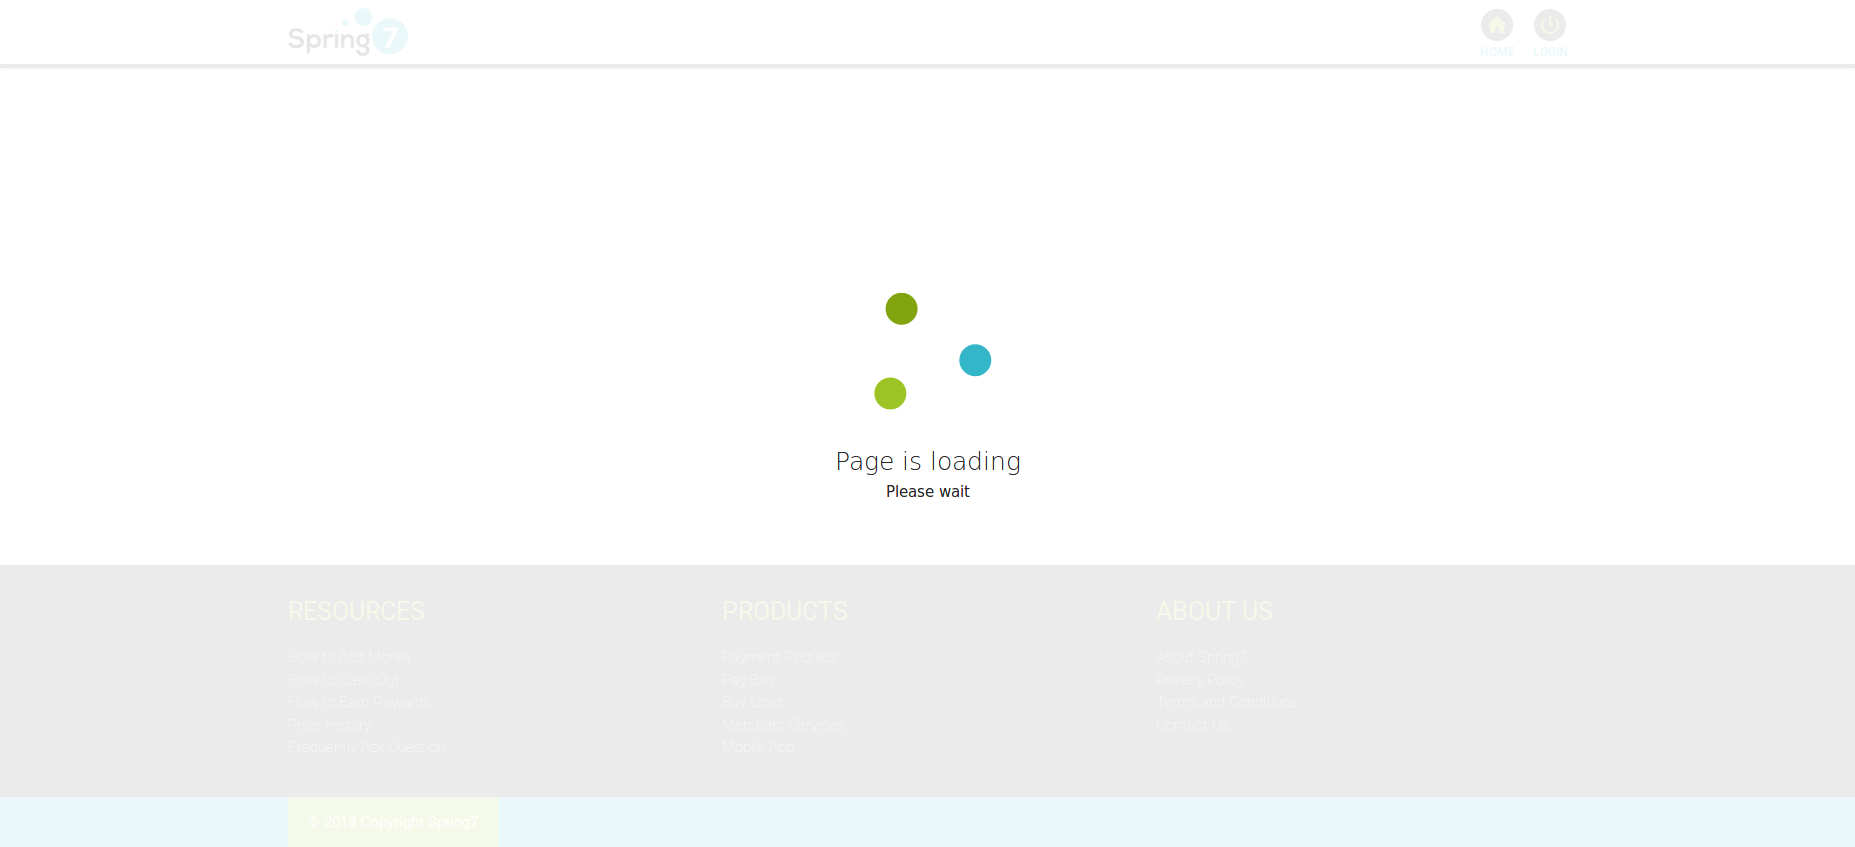 Spring7
HOME
LOGIN
Page is loading
Please wait
RESOURCES
How to Add Money
How to Cash Out
How to Earn Rewards
Price History
Frequently Ask Question
PRODUCTS
Payment Request
Pay Bills
Buy Load
Merchant Services
Mobile App
ABOUT US
About Spring7
Privacy Policy
Terms and Conditions
Contact Us
© 2018 Copyright Spring7